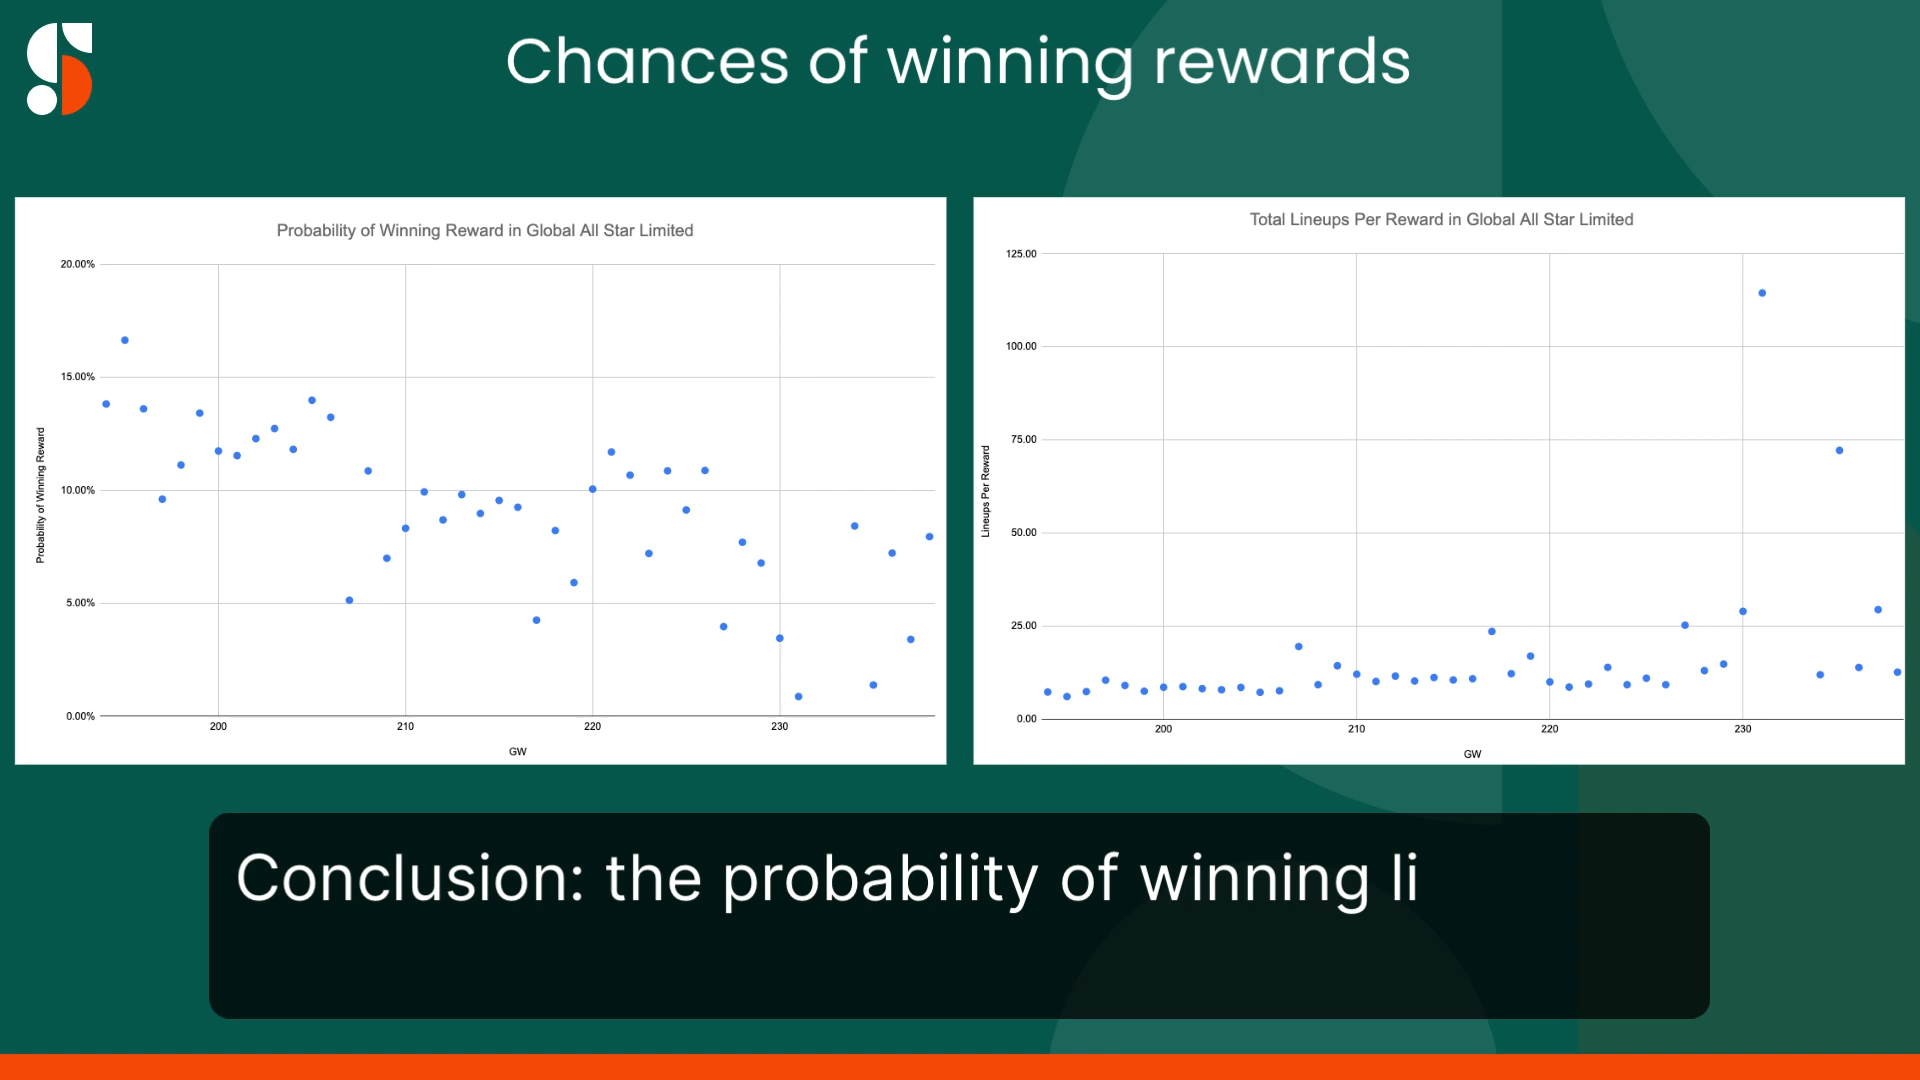 Chances of winning rewards
Probability of Winning Reward in Global All Star Limited
20.00%
15.00%
10.00%
5.00%
0.00%
Probability of Winning Reward
200
210
220
230
GW
Total Lineups Per Reward in Global All Star Limited
125.00
100.00
75.00
50.00
25.00
0.00
Lineups Per Reward
200
210
220
230
GW
Conclusion: the probability of winning li